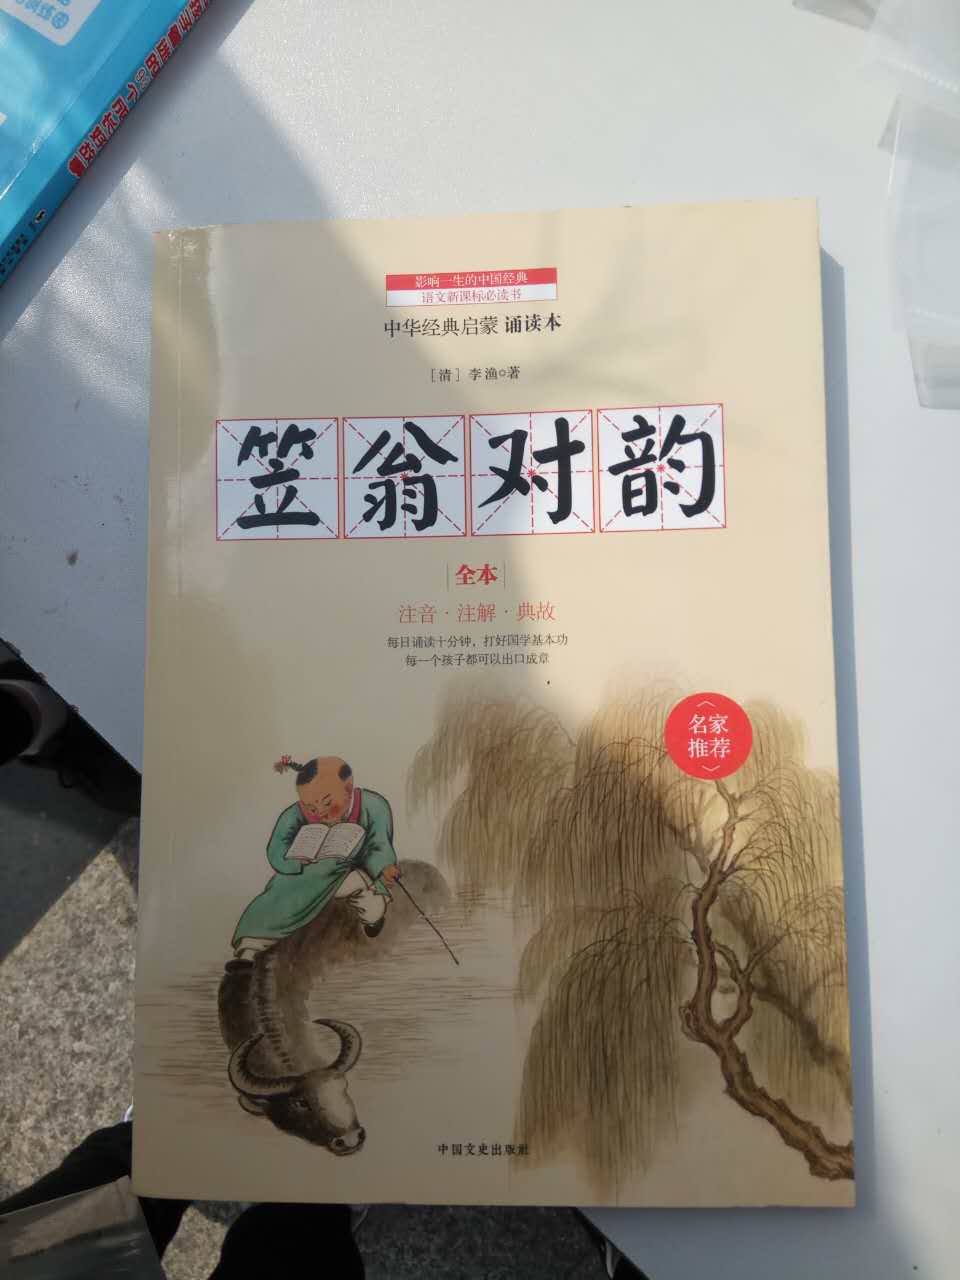 影响一生的中国经典
语文新课标必读书
中华经典启蒙 诵读本
[清] 李渔○著
笠翁对韵
全本
注音·注解·典故
每日诵读十分钟，打好国学基本功
每一个孩子都可以出口成章
名家
推荐
中国文史出版社